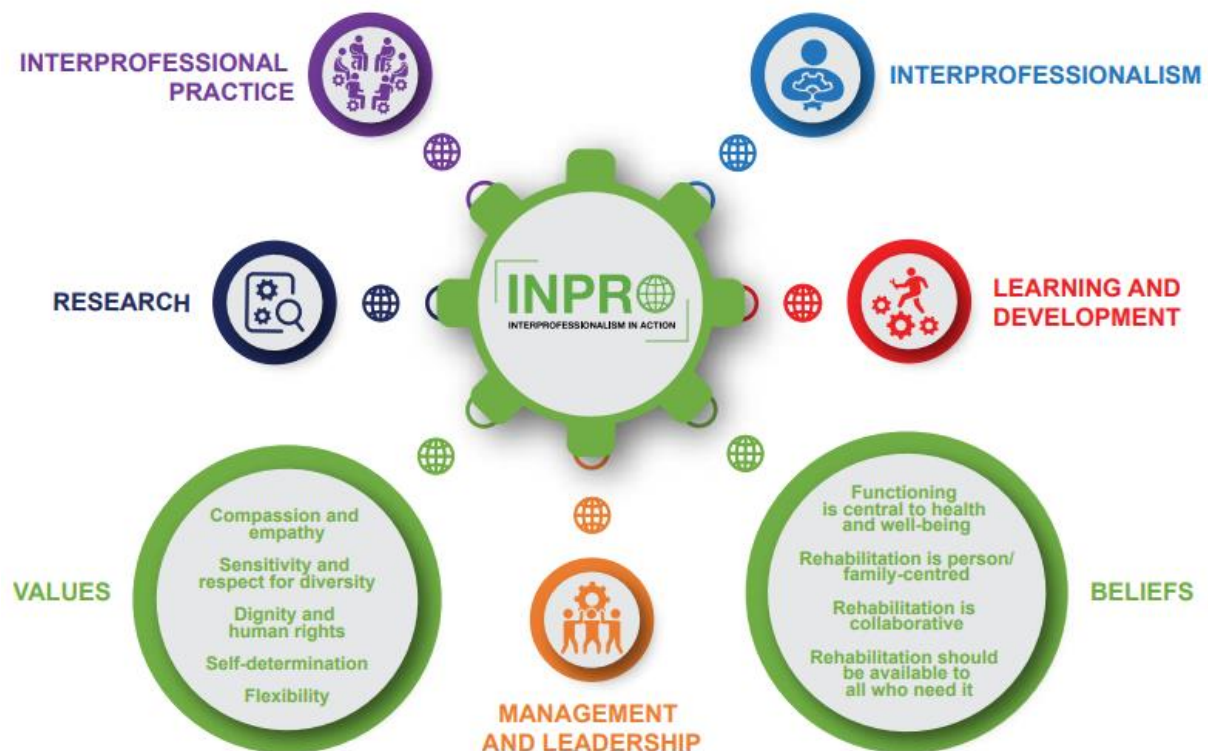 INTERPROFESSIONAL
PRACTICE
INTERPROFESSIONALISM
INPRO
INTERPROFESSIONALISM IN ACTION
RESEARCH
LEARNING AND
DEVELOPMENT
VALUES
Compassion and
empathy
Sensitivity and
respect for diversity
Dignity and
human rights
Self-determination
Flexibility
MANAGEMENT
AND LEADERSHIP
Functioning
is central to health
and well-being
Rehabilitation is person/
family-centred
Rehabilitation is
collaborative
Rehabilitation should
be available to
all who need it
BELIEFS